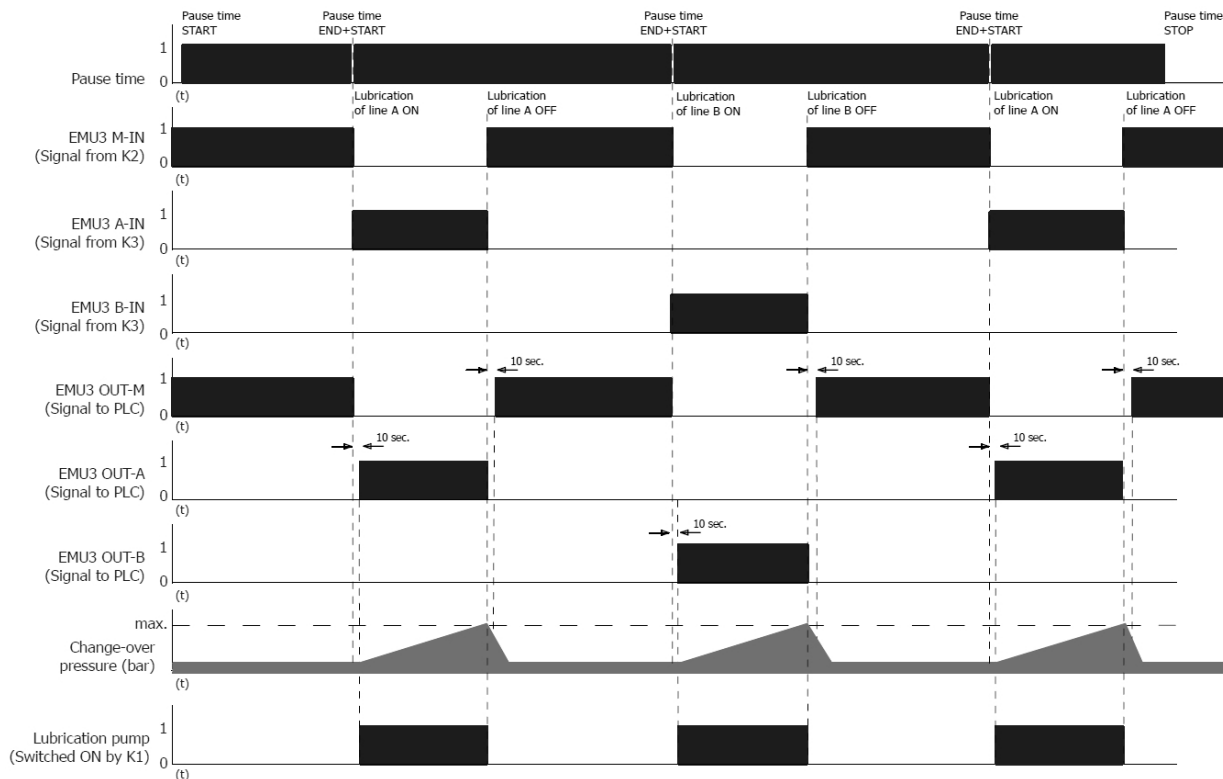 Pause time
START
Pause time
END+START
Pause time
END+START
Pause time
END+START
Pause time
STOP
1
Pause time
0
(t)
Lubrication
of line A ON
Lubrication
of line A OFF
Lubrication
of line B ON
Lubrication
of line B OFF
Lubrication
of line A ON
Lubrication
of line A OFF
EMU3 M-IN
(Signal from K2)
1
0
(t)
EMU3 A-IN
(Signal from K3)
1
0
(t)
EMU3 B-IN
(Signal from K3)
1
0
(t)
10 sec.
10 sec.
10 sec.
EMU3 OUT-M
(Signal to PLC)
1
0
(t)
10 sec.
10 sec.
EMU3 OUT-A
(Signal to PLC)
1
0
(t)
10 sec.
EMU3 OUT-B
(Signal to PLC)
1
0
(t)
max.
Change-over
pressure (bar)
(t)
Lubrication pump
(Switched ON by K1)
1
0
(t)